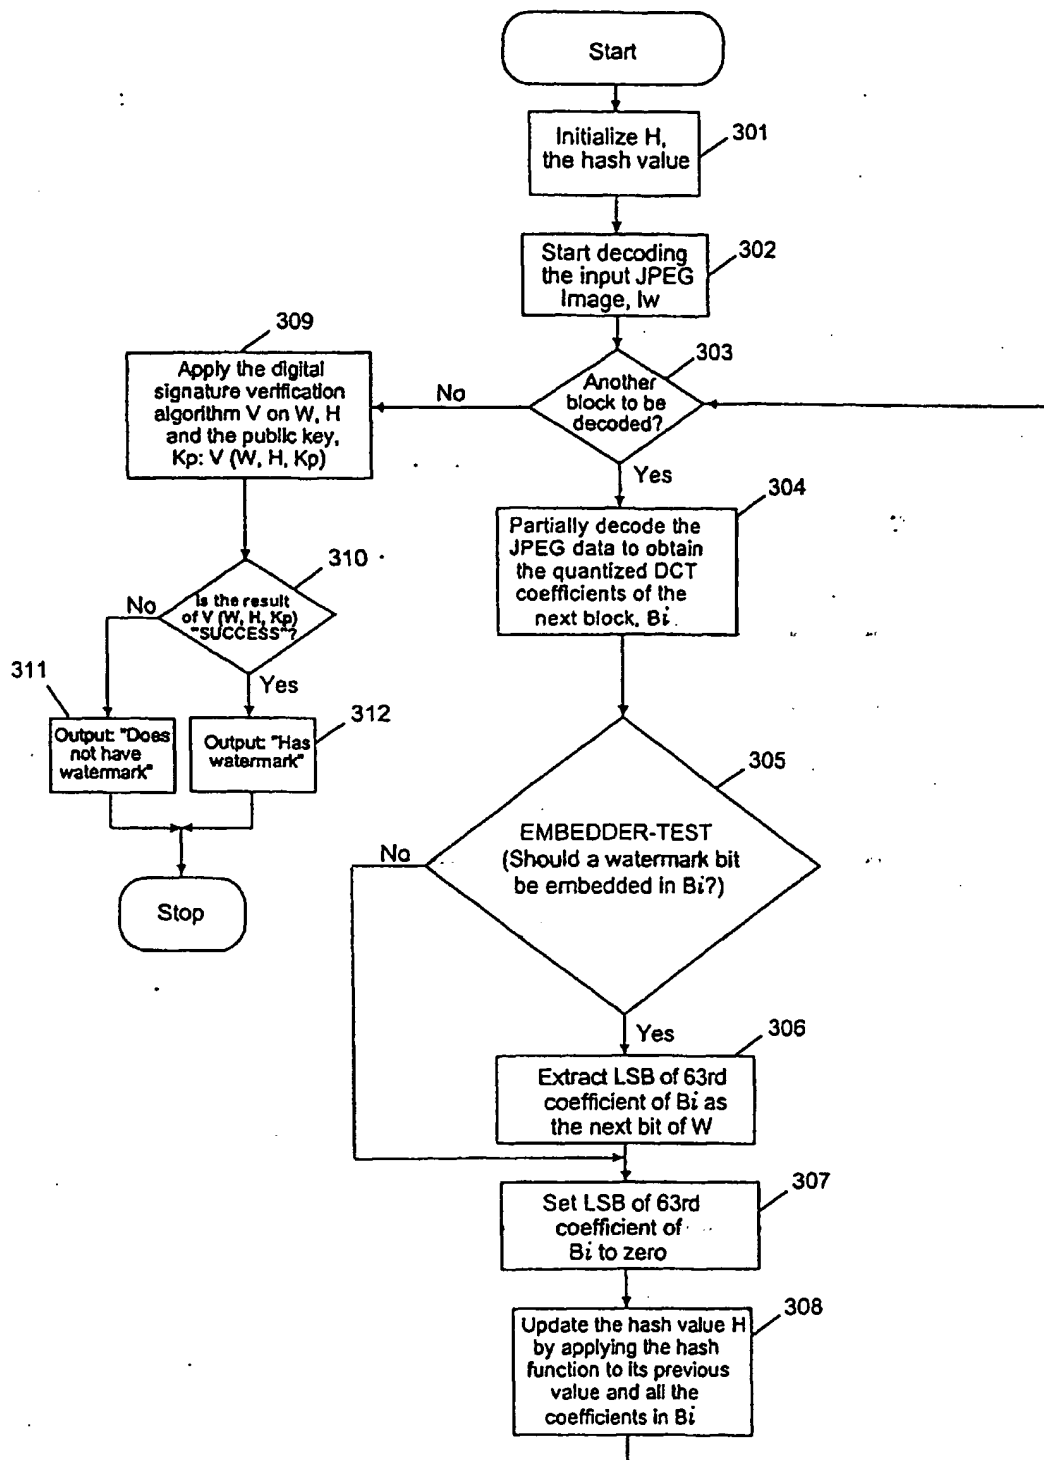 Start
Initialize H,
the hash value
301
Start decoding
the input JPEG
Image, Iw
302
303
Another
block to be
decoded?
No
Yes
309
Apply the digital
signature verification
algorithm V on W, H
and the public key,
Kp: V (W, H, Kp)
304
Partially decode the
JPEG data to obtain
the quantized DCT
coefficients of the
next block, Bi
310
Is the result
of V (W, H, Kp)
"SUCCESS"?
No
Yes
311
Output: "Does
not have
watermark"
312
Output: "Has
watermark"
Stop
305
EMBEDDER-TEST
(Should a watermark bit
be embedded in Bi?)
No
Yes
306
Extract LSB of 63rd
coefficient of Bi as
the next bit of W
307
Set LSB of 63rd
coefficient of
Bi to zero
308
Update the hash value H
by applying the hash
function to its previous
value and all the
coefficients in Bi